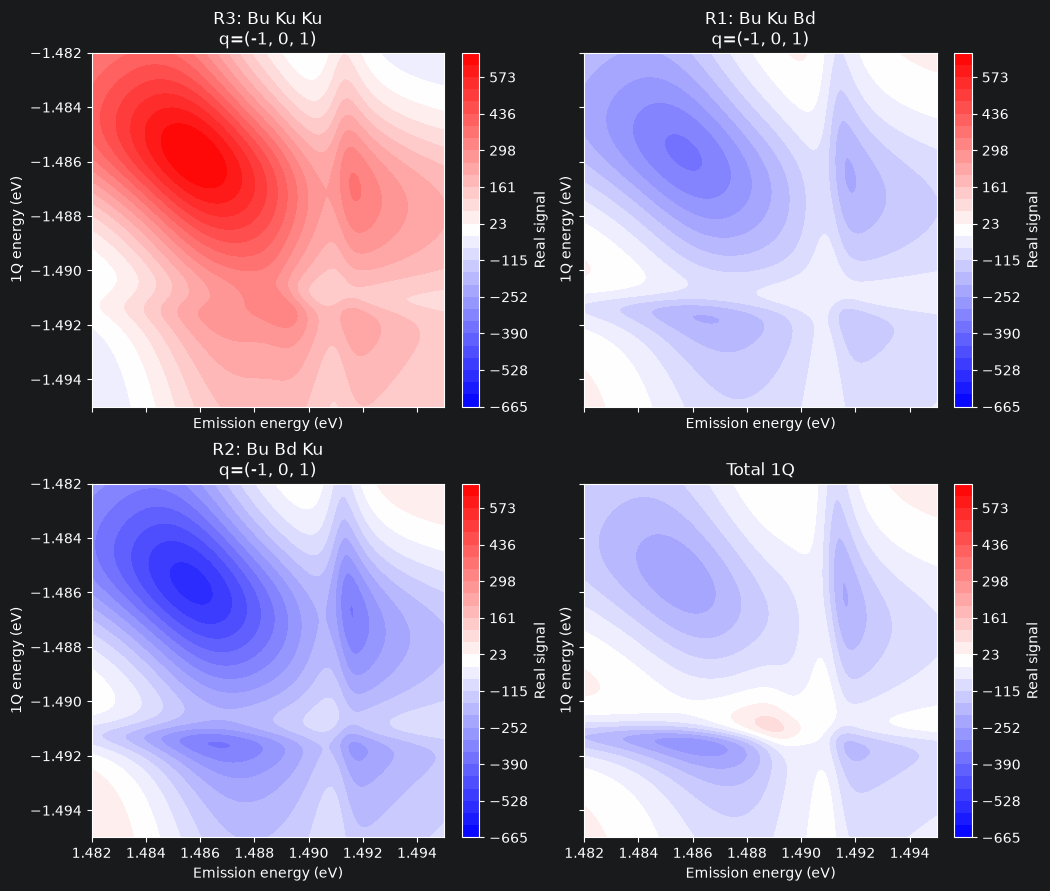 R3: Bu Ku Ku
q=(-1, 0, 1)
−1.482
−1.484
−1.486
−1.488
−1.490
−1.492
−1.494
1Q energy (eV)
Emission energy (eV)
573
436
298
161
23
−115
−252
−390
−528
−665
Real signal
R1: Bu Ku Bd
q=(-1, 0, 1)
1Q energy (eV)
Emission energy (eV)
573
436
298
161
23
−115
−252
−390
−528
−665
Real signal
R2: Bu Bd Ku
q=(-1, 0, 1)
−1.482
−1.484
−1.486
−1.488
−1.490
−1.492
−1.494
1Q energy (eV)
1.482 1.484 1.486 1.488 1.490 1.492 1.494
Emission energy (eV)
573
436
298
161
23
−115
−252
−390
−528
−665
Real signal
Total 1Q
1Q energy (eV)
1.482 1.484 1.486 1.488 1.490 1.492 1.494
Emission energy (eV)
573
436
298
161
23
−115
−252
−390
−528
−665
Real signal